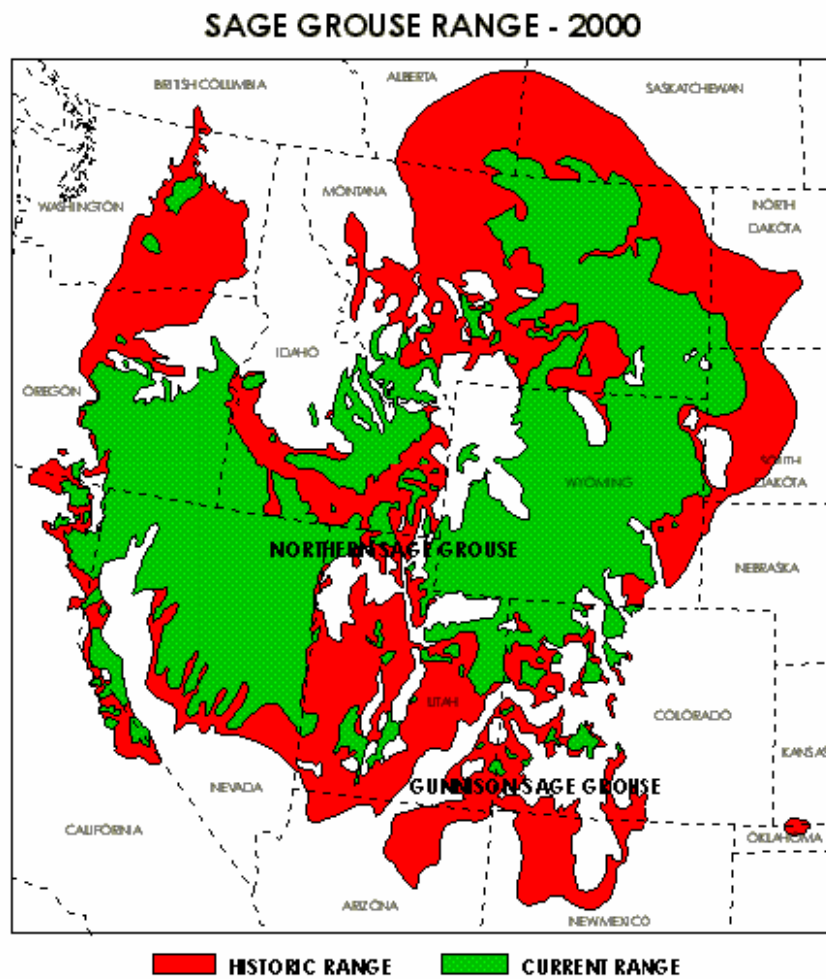 SAGE GROUSE RANGE - 2000
BRITISH COLUMBIA
ALBERTA
SASKATCHEWAN
WASHINGTON
MONTANA
NORTH
DAKOTA
IDAHO
OREGON
WYOMING
SOUTH
DAKOTA
NORTHERN SAGE GROUSE
NEBRASKA
UTAH
COLORADO
KANSAS
NEVADA
GUNNISON SAGE GROUSE
CALIFORNIA
OKLAHOMA
ARIZONA
NEW MEXICO
HISTORIC RANGE
CURRENT RANGE